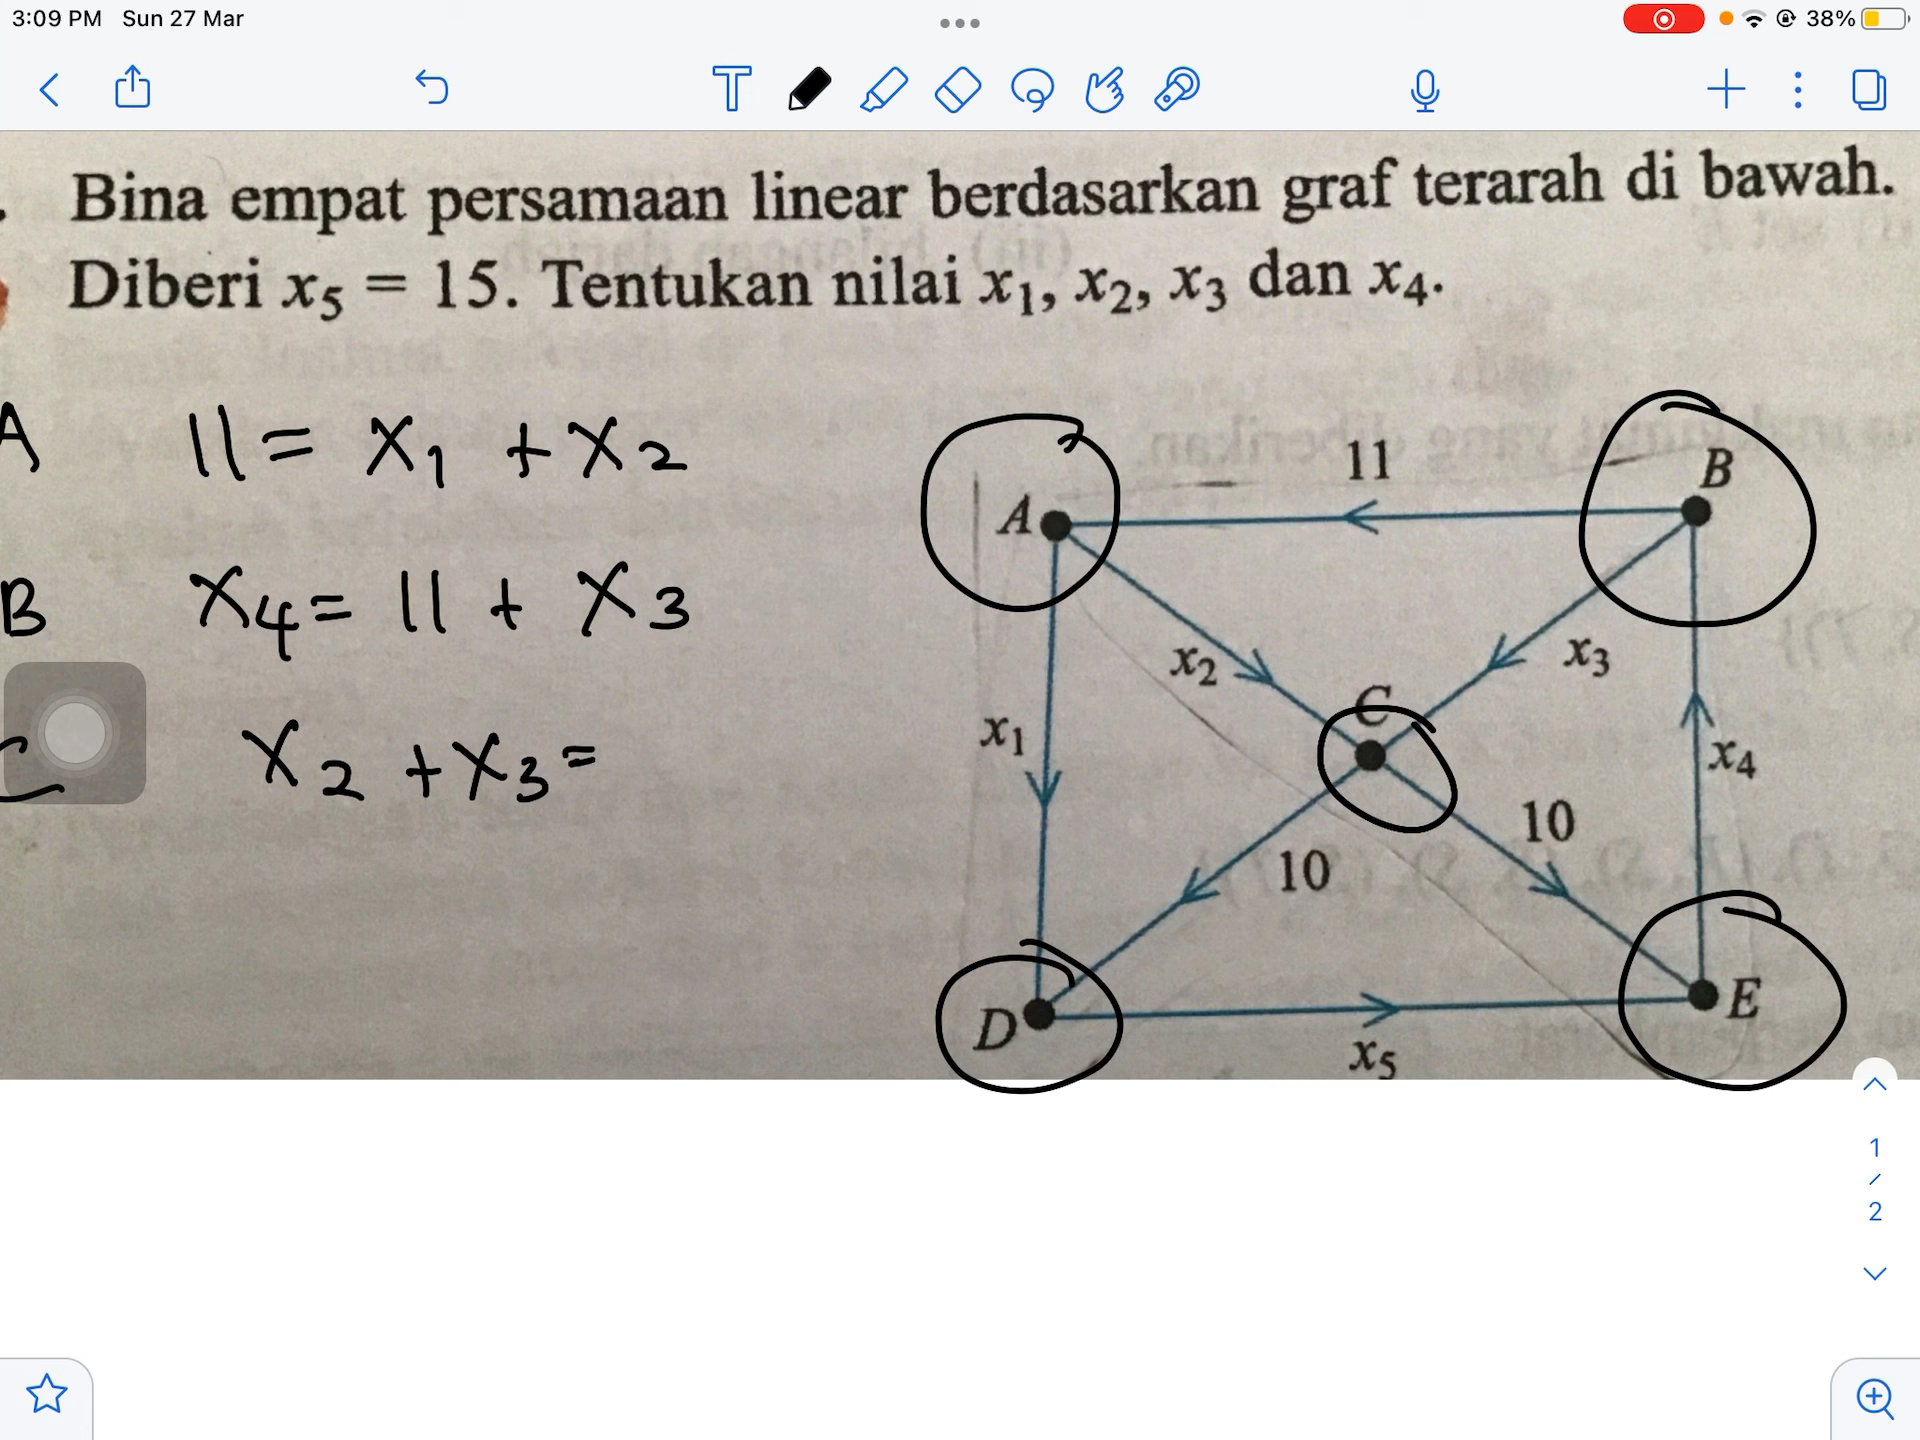 3:09 PM Sun 27 Mar
38%
Bina empat persamaan linear berdasarkan graf terarah di bawah.
Diberi x5 = 15. Tentukan nilai x1, x2, x3 dan x4.
A 11 = x1 + x2
B x4 = 11 + x3
C x2 + x3 =
11
A
B
x2
x3
C
x1
x4
10
10
D
E
x5
1
/
2